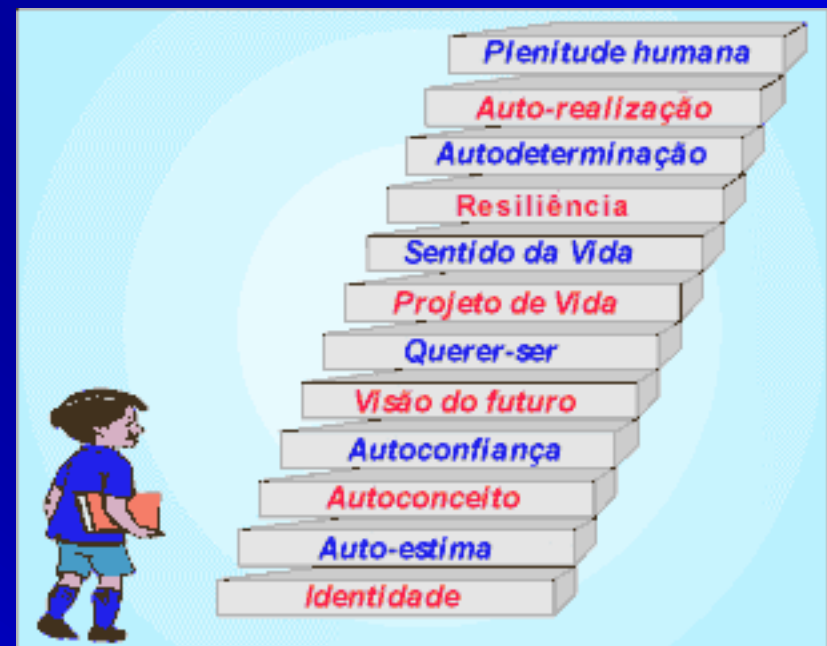 Plenitude humana
Auto-realização
Autodeterminação
Resiliência
Sentido da Vida
Projeto de Vida
Querer-ser
Visão do futuro
Autoconfiança
Autoconceito
Auto-estima
Identidade